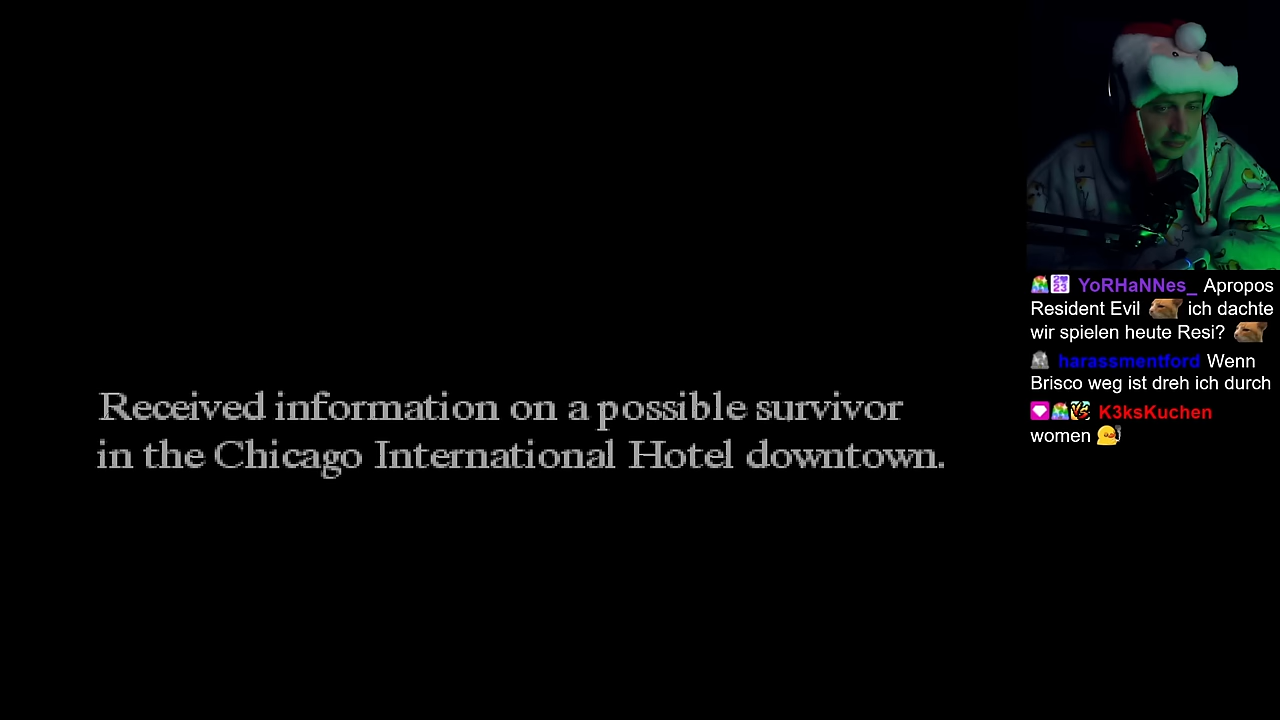 Received information on a possible survivor
in the Chicago International Hotel downtown.
YoRHaNNes_ Apropos
Resident Evil ich dachte
wir spielen heute Resi?
harassmentford Wenn
Brisco weg ist dreh ich durch
K3ksKuchen
women